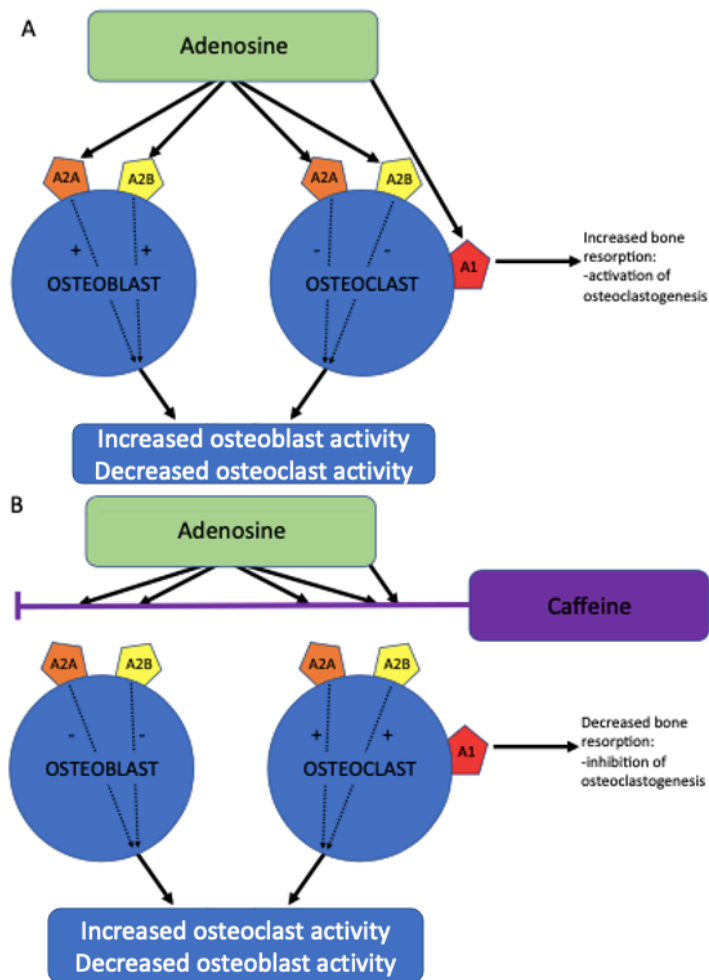 A
Adenosine
A2A
A2B
A2A
A2B
A1
+
+
-
-
OSTEOBLAST
OSTEOCLAST
Increased bone
resorption:
-activation of
osteoclastogenesis
Increased osteoblast activity
Decreased osteoclast activity
B
Adenosine
Caffeine
A2A
A2B
A2A
A2B
A1
-
-
+
+
OSTEOBLAST
OSTEOCLAST
Decreased bone
resorption:
-inhibition of
osteoclastogenesis
Increased osteoclast activity
Decreased osteoblast activity